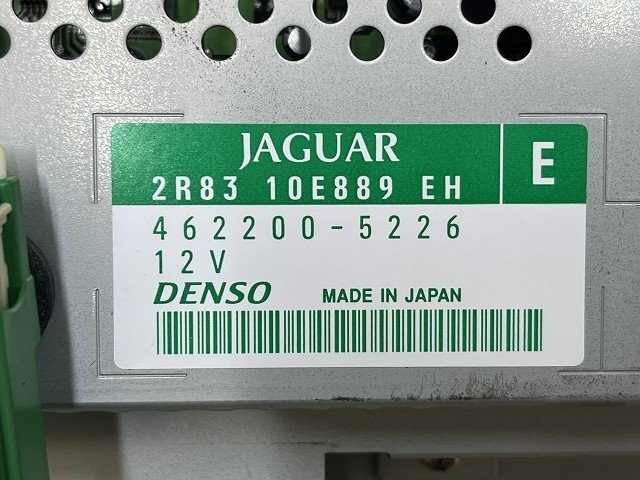 JAGUAR
2R83 10E889 EH
E
462200-5226
12V
DENSO MADE IN JAPAN